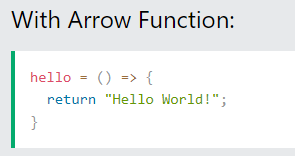 With Arrow Function:
hello = () => {
  return "Hello World!";
}